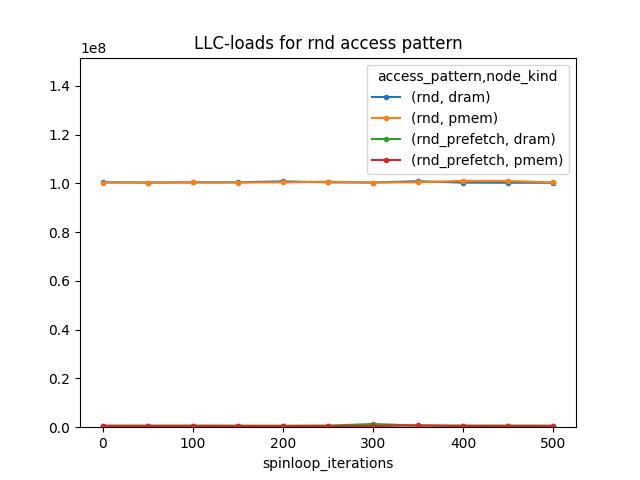 LLC-loads for rnd access pattern
1e8
access_pattern,node_kind
(rnd, dram)
(rnd, pmem)
(rnd_prefetch, dram)
(rnd_prefetch, pmem)
1.4
1.2
1.0
0.8
0.6
0.4
0.2
0.0
0 100 200 300 400 500
spinloop_iterations